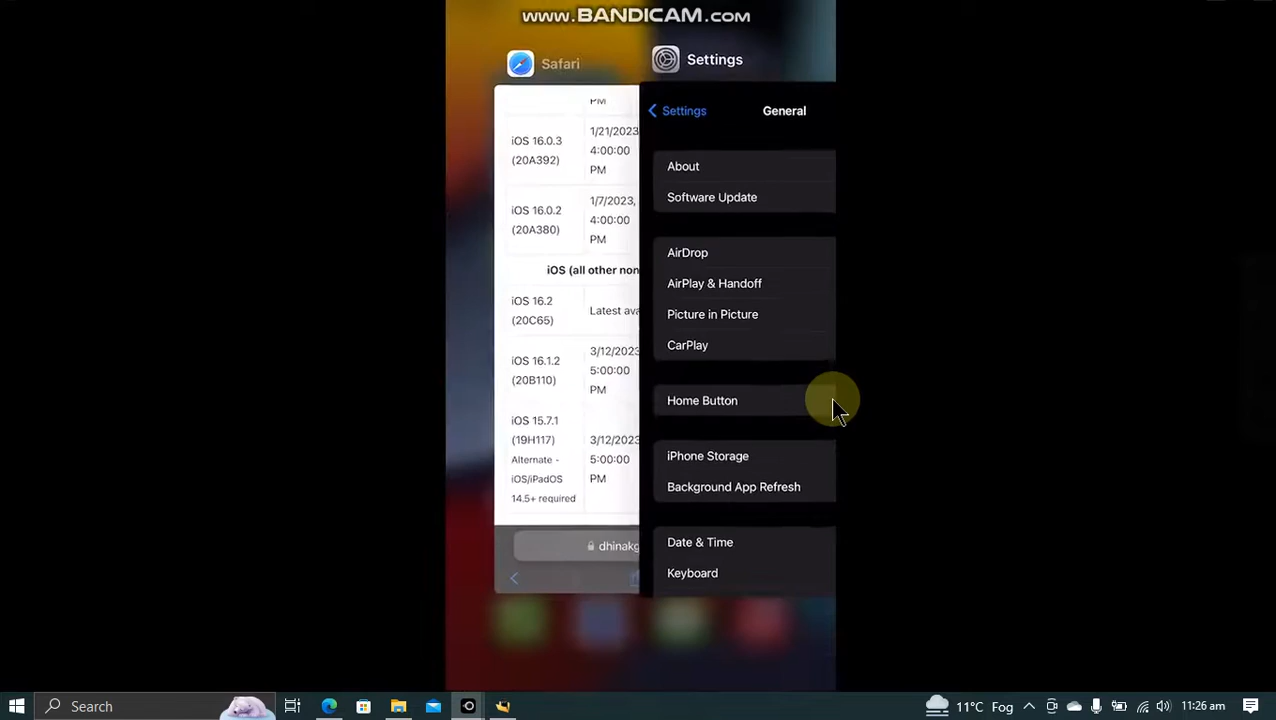 www.BANDICAM.com
Safari
Settings
PM
iOS 16.0.3
(20A392)
1/21/2023
4:00:00
PM
iOS 16.0.2
(20A380)
1/7/2023,
4:00:00
PM
iOS (all other non
iOS 16.2
(20C65)
Latest ava
iOS 16.1.2
(20B110)
3/12/2023
5:00:00
PM
iOS 15.7.1
(19H117)
Alternate -
iOS/iPadOS
14.5+ required
3/12/2023
5:00:00
PM
dhinakg
Settings
General
About
Software Update
AirDrop
AirPlay & Handoff
Picture in Picture
CarPlay
Home Button
iPhone Storage
Background App Refresh
Date & Time
Keyboard
Search
11°C Fog
11:26 am